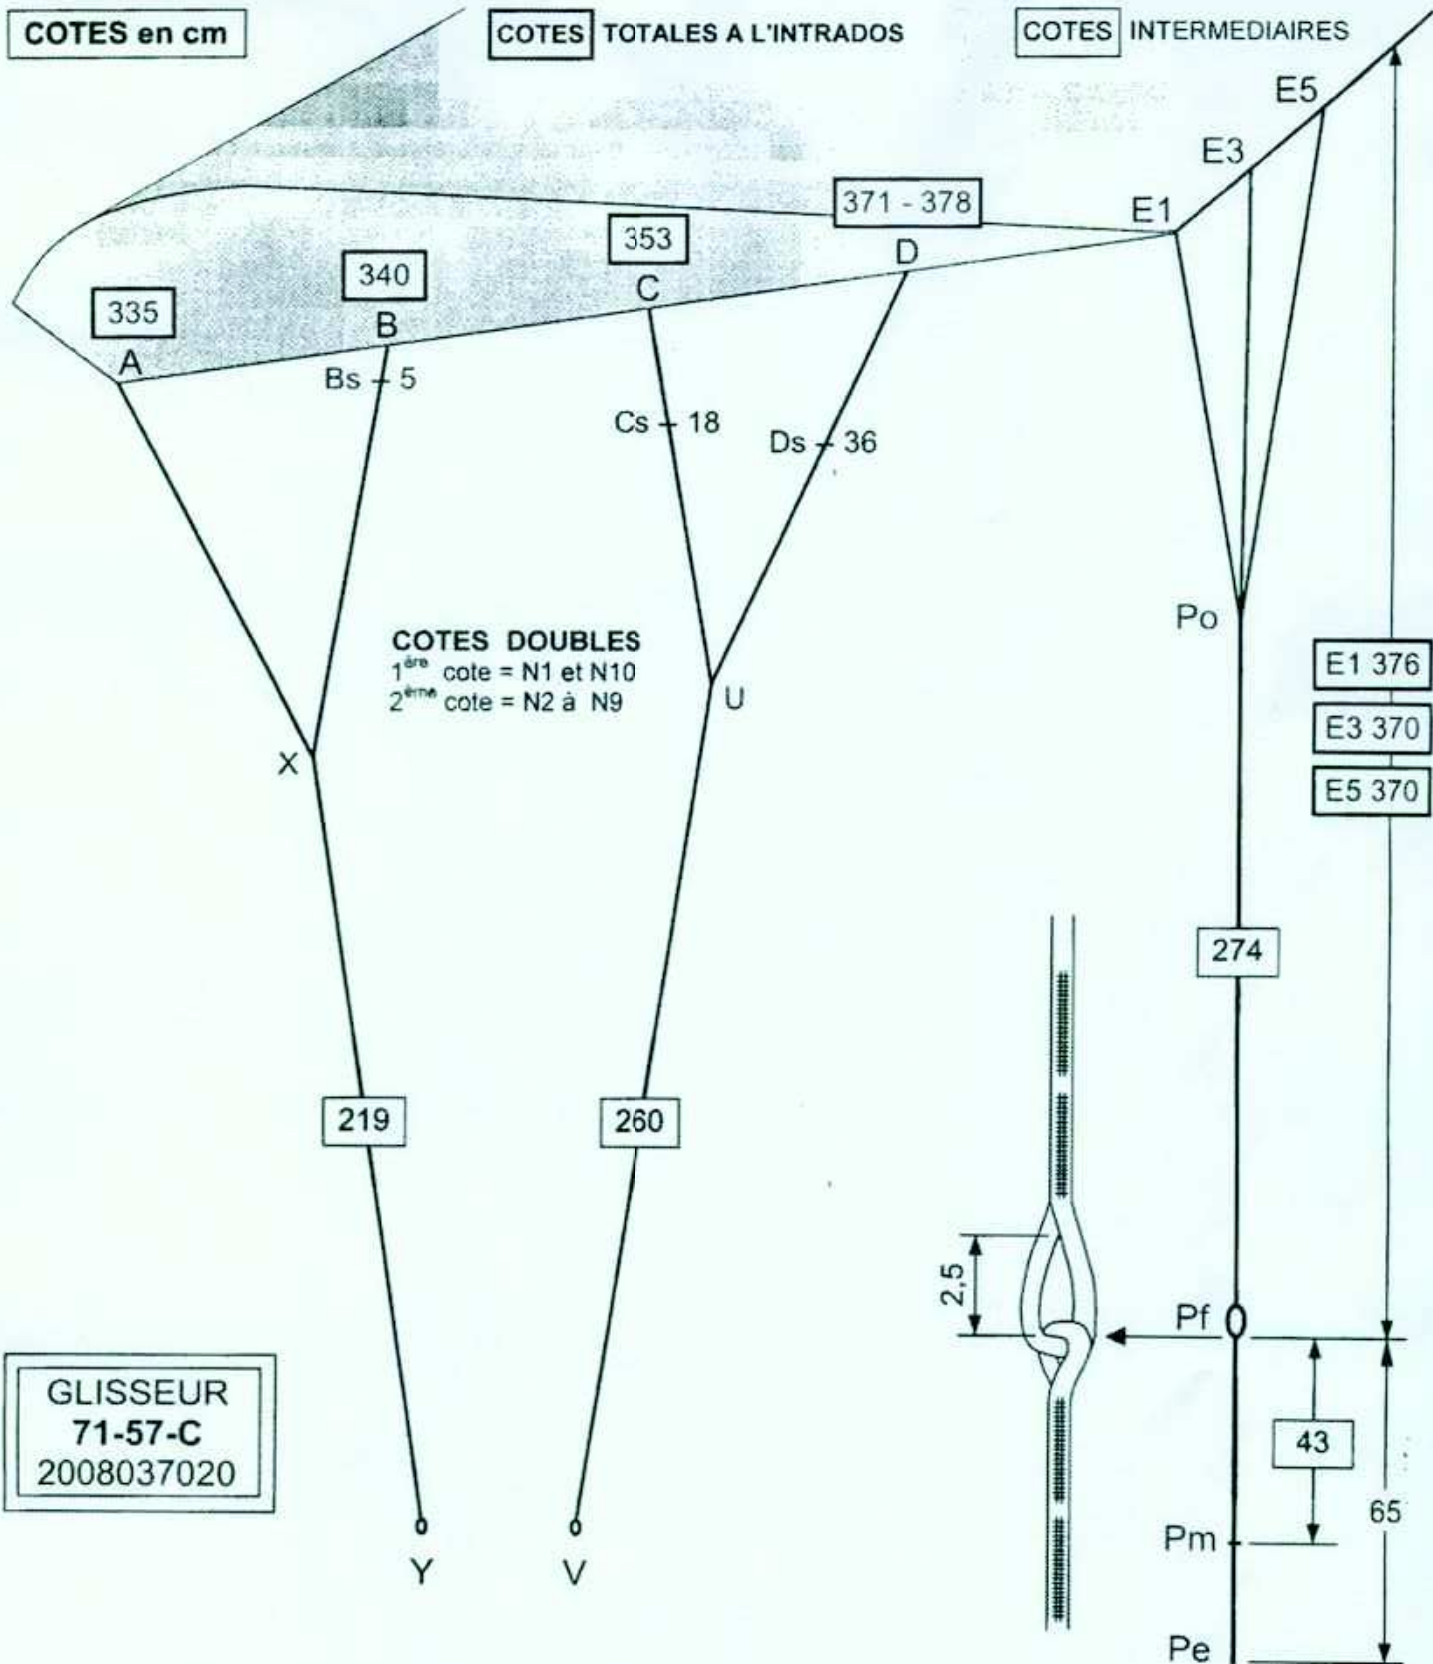 COTES en cm
COTES TOTALES A L'INTRADOS
COTES INTERMEDIAIRES
E5
E3
371 - 378
E1
353
D
340
C
335
B
A
Bs 5
Cs 18
Ds 36
Po
COTES DOUBLES
1ère cote = N1 et N10
2ème cote = N2 à N9
E1 376
E3 370
E5 370
U
X
274
219
260
2,5
Pf
GLISSEUR
71-57-C
2008037020
43
65
Pm
Y
V
Pe